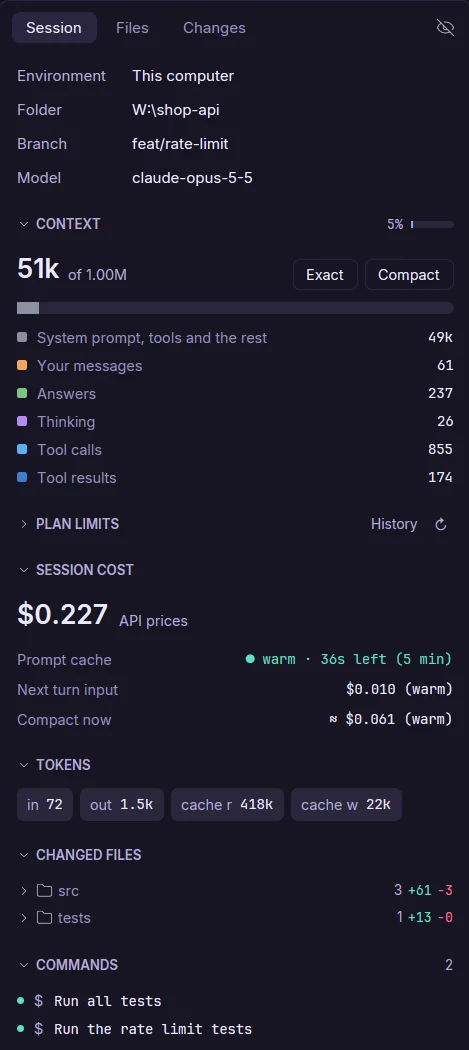 Session Files Changes
Environment This computer
Folder W:\shop-api
Branch feat/rate-limit
Model claude-opus-5-5
CONTEXT 5%
51k of 1.00M Exact Compact
System prompt, tools and the rest 49k
Your messages 61
Answers 237
Thinking 26
Tool calls 855
Tool results 174
PLAN LIMITS History
SESSION COST
$0.227 API prices
Prompt cache warm · 36s left (5 min)
Next turn input $0.010 (warm)
Compact now ≈ $0.061 (warm)
TOKENS
in 72 out 1.5k cache r 418k cache w 22k
CHANGED FILES
src 3 +61 -3
tests 1 +13 -0
COMMANDS 2
$ Run all tests
$ Run the rate limit tests